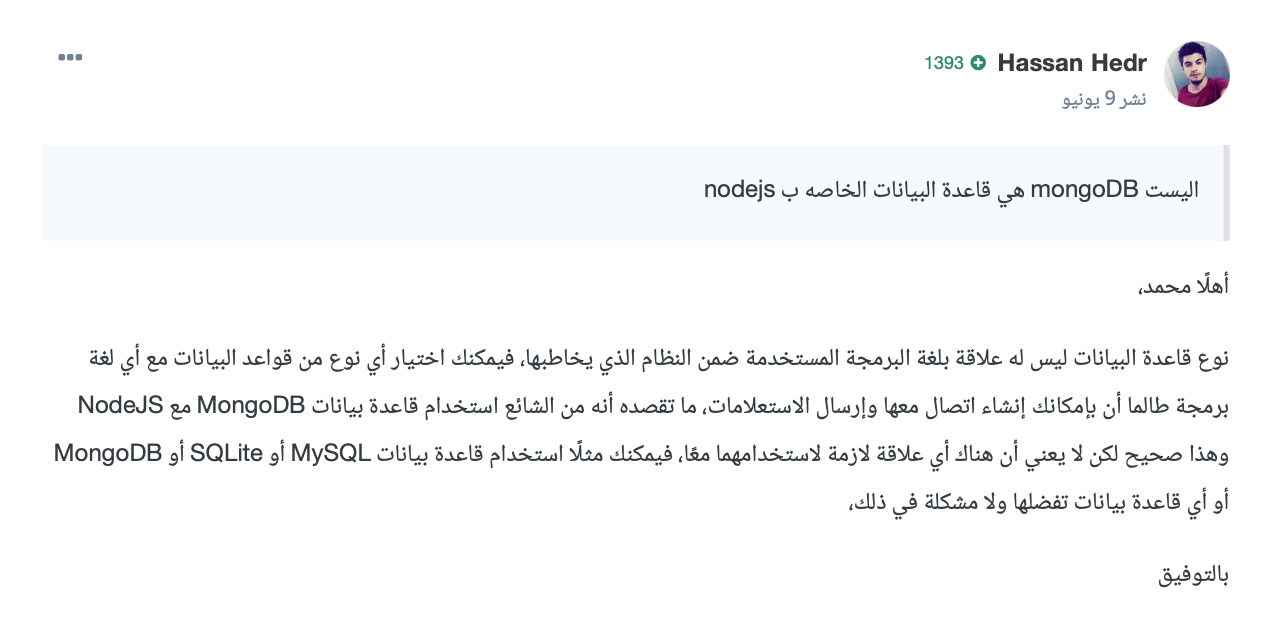 Hassan Hedr 1393
نشر 9 يونيو
اليست mongoDB هي قاعدة البيانات الخاصه ب nodejs
أهلًا محمد،
نوع قاعدة البيانات ليس له علاقة بلغة البرمجة المستخدمة ضمن النظام الذي يخاطبها، فيمكنك اختيار أي نوع من قواعد البيانات مع أي لغة
برمجة طالما أن بإمكانك إنشاء اتصال معها وإرسال الاستعلامات، ما تقصده أنه من الشائع استخدام قاعدة بيانات MongoDB مع NodeJS
وهذا صحيح لكن لا يعني أن هناك أي علاقة لازمة لاستخدامهما معًا، فيمكنك مثلًا استخدام قاعدة بيانات MySQL أو SQLite أو MongoDB
أو أي قاعدة بيانات تفضلها ولا مشكلة في ذلك،
بالتوفيق